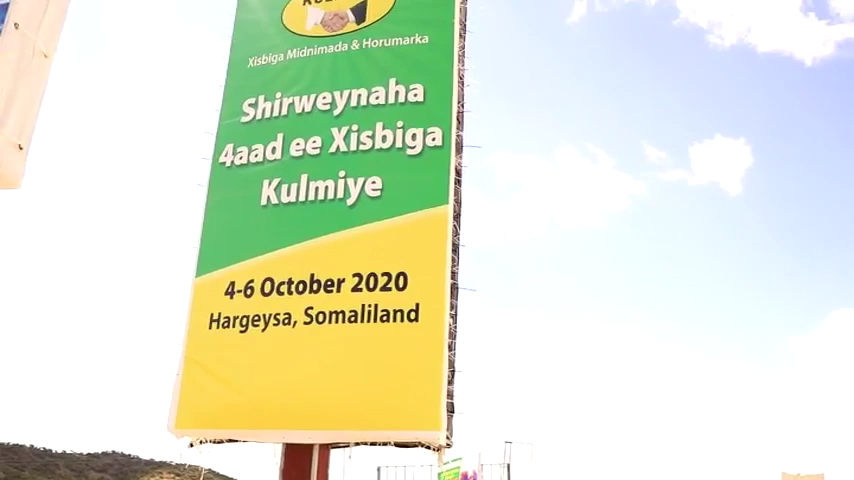 Xisbiga Midnimada & Horumarka
Shirweynaha
4aad ee Xisbiga
Kulmiye
4-6 October 2020
Hargeysa, Somaliland